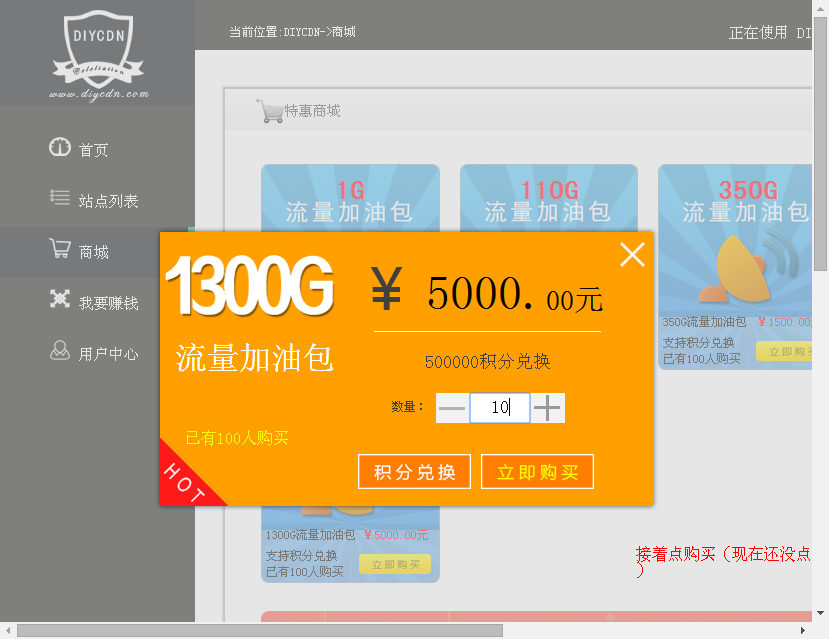 DIYCDN
Celebration
www.diycdn.com
当前位置:DIYCDN->商城
正在使用 DI
首页
站点列表
商城
我要赚钱
用户中心
特惠商城
1G
流量加油包
110G
流量加油包
350G
流量加油包
350G流量加油包 ￥1500.00
支持积分兑换
已有100人购买
立即购买
1300G
流量加油包
已有100人购买
HOT
￥ 5000. 00元
500000积分兑换
数量： 10
积分兑换
立即购买
1300G流量加油包 ￥5000.00元
支持积分兑换
已有100人购买
立即购买
接着点购买（现在还没点
）